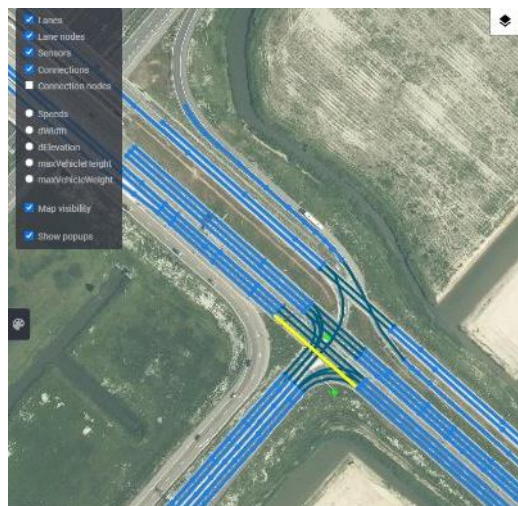 Lanes
Lane nodes
Sensors
Connections
Connection nodes
Speeds
dWidth
dElevation
maxVehicleHeight
maxVehicleWeight
Map visibility
Show popups